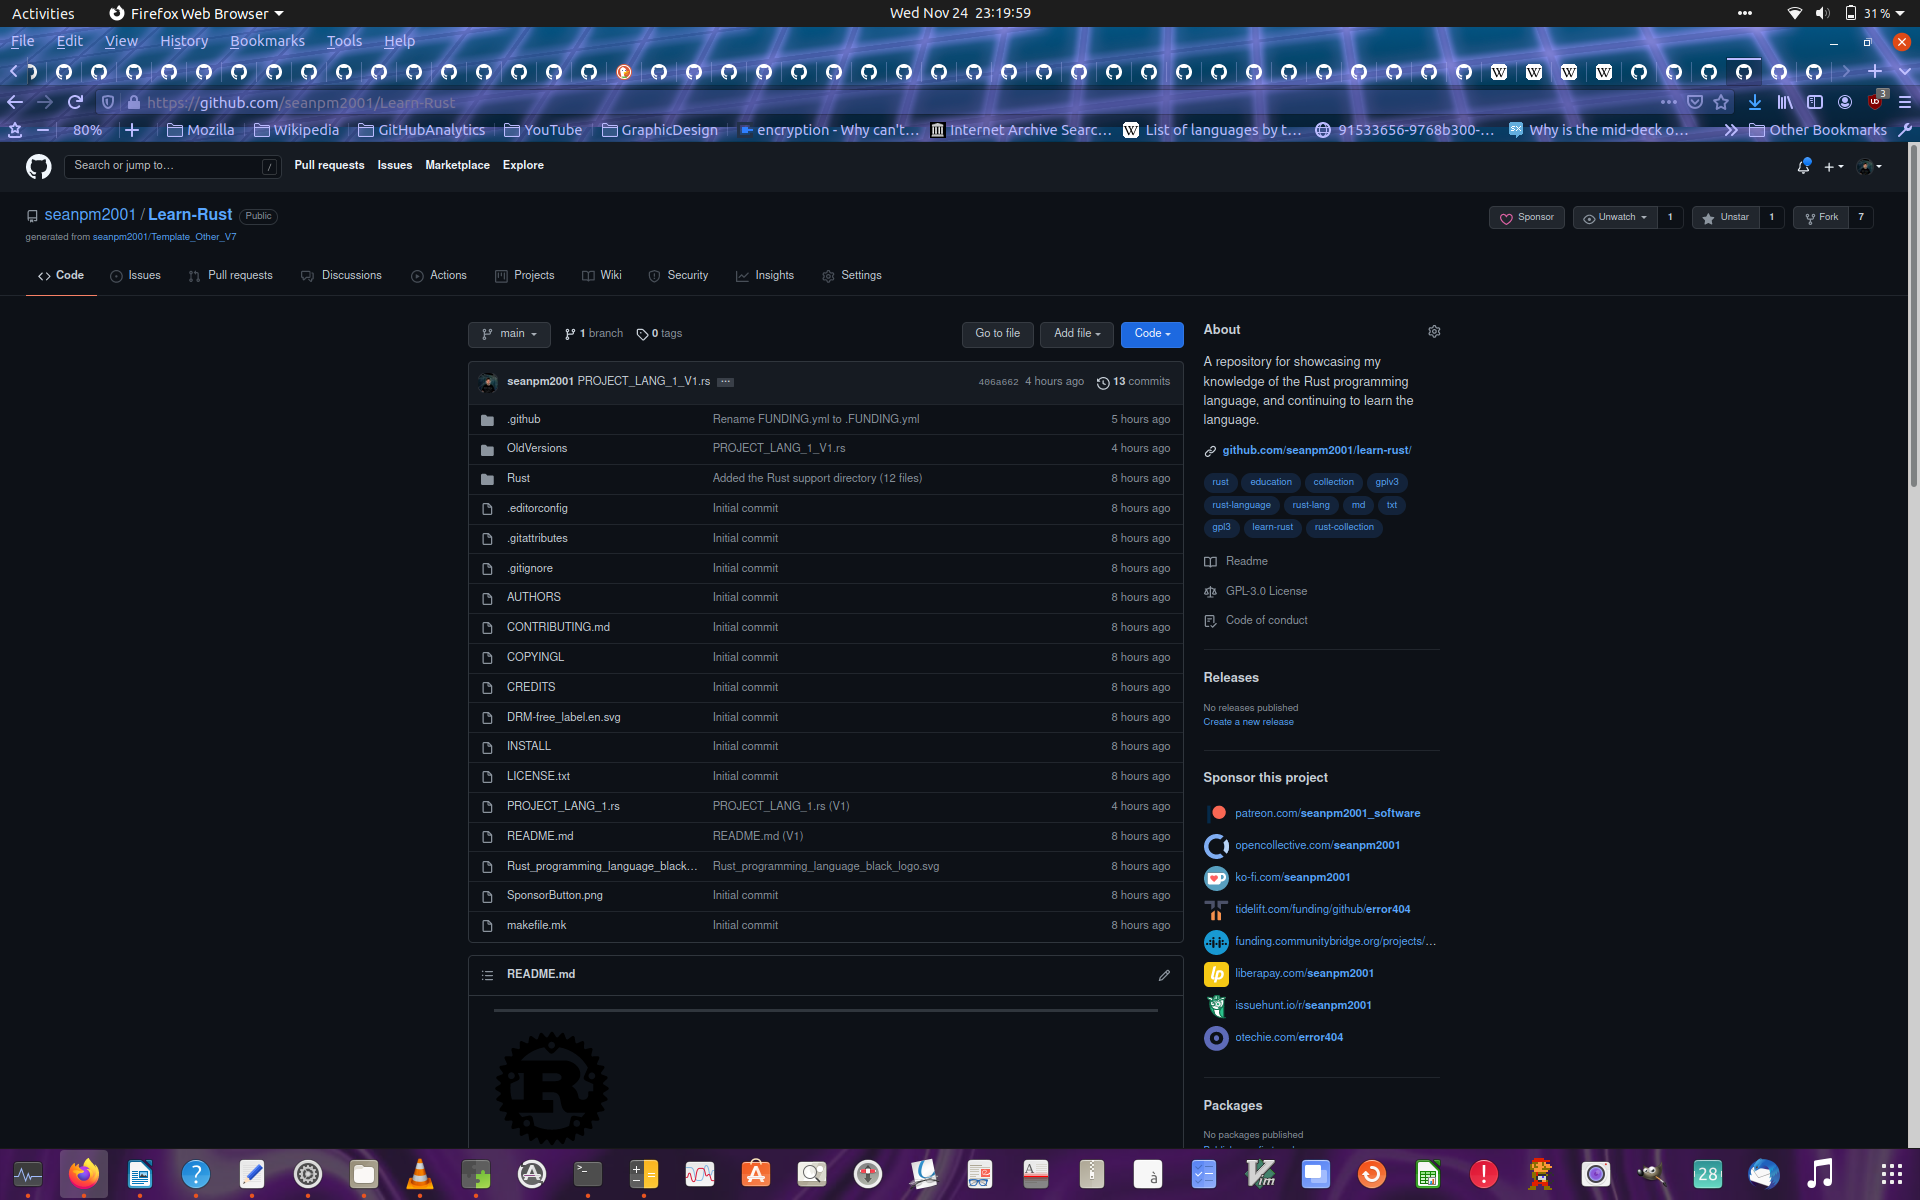 Activities Firefox Web Browser Wed Nov 24 23:19:59 31%
File Edit View History Bookmarks Tools Help
https://github.com/seanpm2001/Learn-Rust 3
80% Mozilla Wikipedia GitHubAnalytics YouTube GraphicDesign encryption - Why can't… Internet Archive Searc… List of languages by t… 91533656-9768b300-… Why is the mid-deck o… Other Bookmarks
Search or jump to… / Pull requests Issues Marketplace Explore
seanpm2001 / Learn-Rust Public Sponsor Unwatch 1 Unstar 1 Fork 7
generated from seanpm2001/Template_Other_V7
Code Issues Pull requests Discussions Actions Projects Wiki Security Insights Settings
main 1 branch 0 tags Go to file Add file Code
seanpm2001 PROJECT_LANG_1_V1.rs 406a662 4 hours ago 13 commits
.github Rename FUNDING.yml to .FUNDING.yml 5 hours ago
OldVersions PROJECT_LANG_1_V1.rs 4 hours ago
Rust Added the Rust support directory (12 files) 8 hours ago
.editorconfig Initial commit 8 hours ago
.gitattributes Initial commit 8 hours ago
.gitignore Initial commit 8 hours ago
AUTHORS Initial commit 8 hours ago
CONTRIBUTING.md Initial commit 8 hours ago
COPYINGL Initial commit 8 hours ago
CREDITS Initial commit 8 hours ago
DRM-free_label.en.svg Initial commit 8 hours ago
INSTALL Initial commit 8 hours ago
LICENSE.txt Initial commit 8 hours ago
PROJECT_LANG_1.rs PROJECT_LANG_1.rs (V1) 4 hours ago
README.md README.md (V1) 8 hours ago
Rust_programming_language_black… Rust_programming_language_black_logo.svg 8 hours ago
SponsorButton.png Initial commit 8 hours ago
makefile.mk Initial commit 8 hours ago
README.md
R
About
A repository for showcasing my
knowledge of the Rust programming
language, and continuing to learn the
language.
github.com/seanpm2001/learn-rust/
rust education collection gplv3
rust-language rust-lang md txt
gpl3 learn-rust rust-collection
Readme
GPL-3.0 License
Code of conduct
Releases
No releases published
Create a new release
Sponsor this project
patreon.com/seanpm2001_software
opencollective.com/seanpm2001
ko-fi.com/seanpm2001
tidelift.com/funding/github/error404
funding.communitybridge.org/projects/…
liberapay.com/seanpm2001
issuehunt.io/r/seanpm2001
otechie.com/error404
Packages
No packages published
28